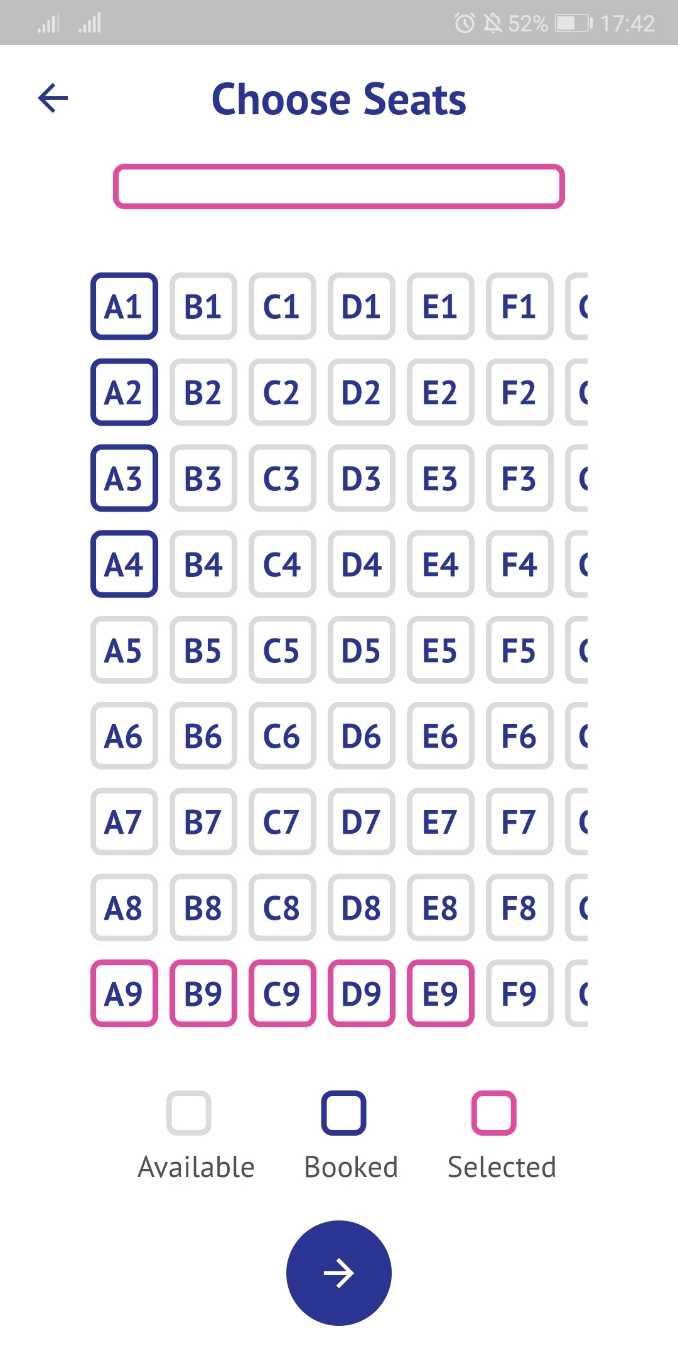 52% 17:42
Choose Seats
A1 B1 C1 D1 E1 F1
A2 B2 C2 D2 E2 F2
A3 B3 C3 D3 E3 F3
A4 B4 C4 D4 E4 F4
A5 B5 C5 D5 E5 F5
A6 B6 C6 D6 E6 F6
A7 B7 C7 D7 E7 F7
A8 B8 C8 D8 E8 F8
A9 B9 C9 D9 E9 F9
Available Booked Selected